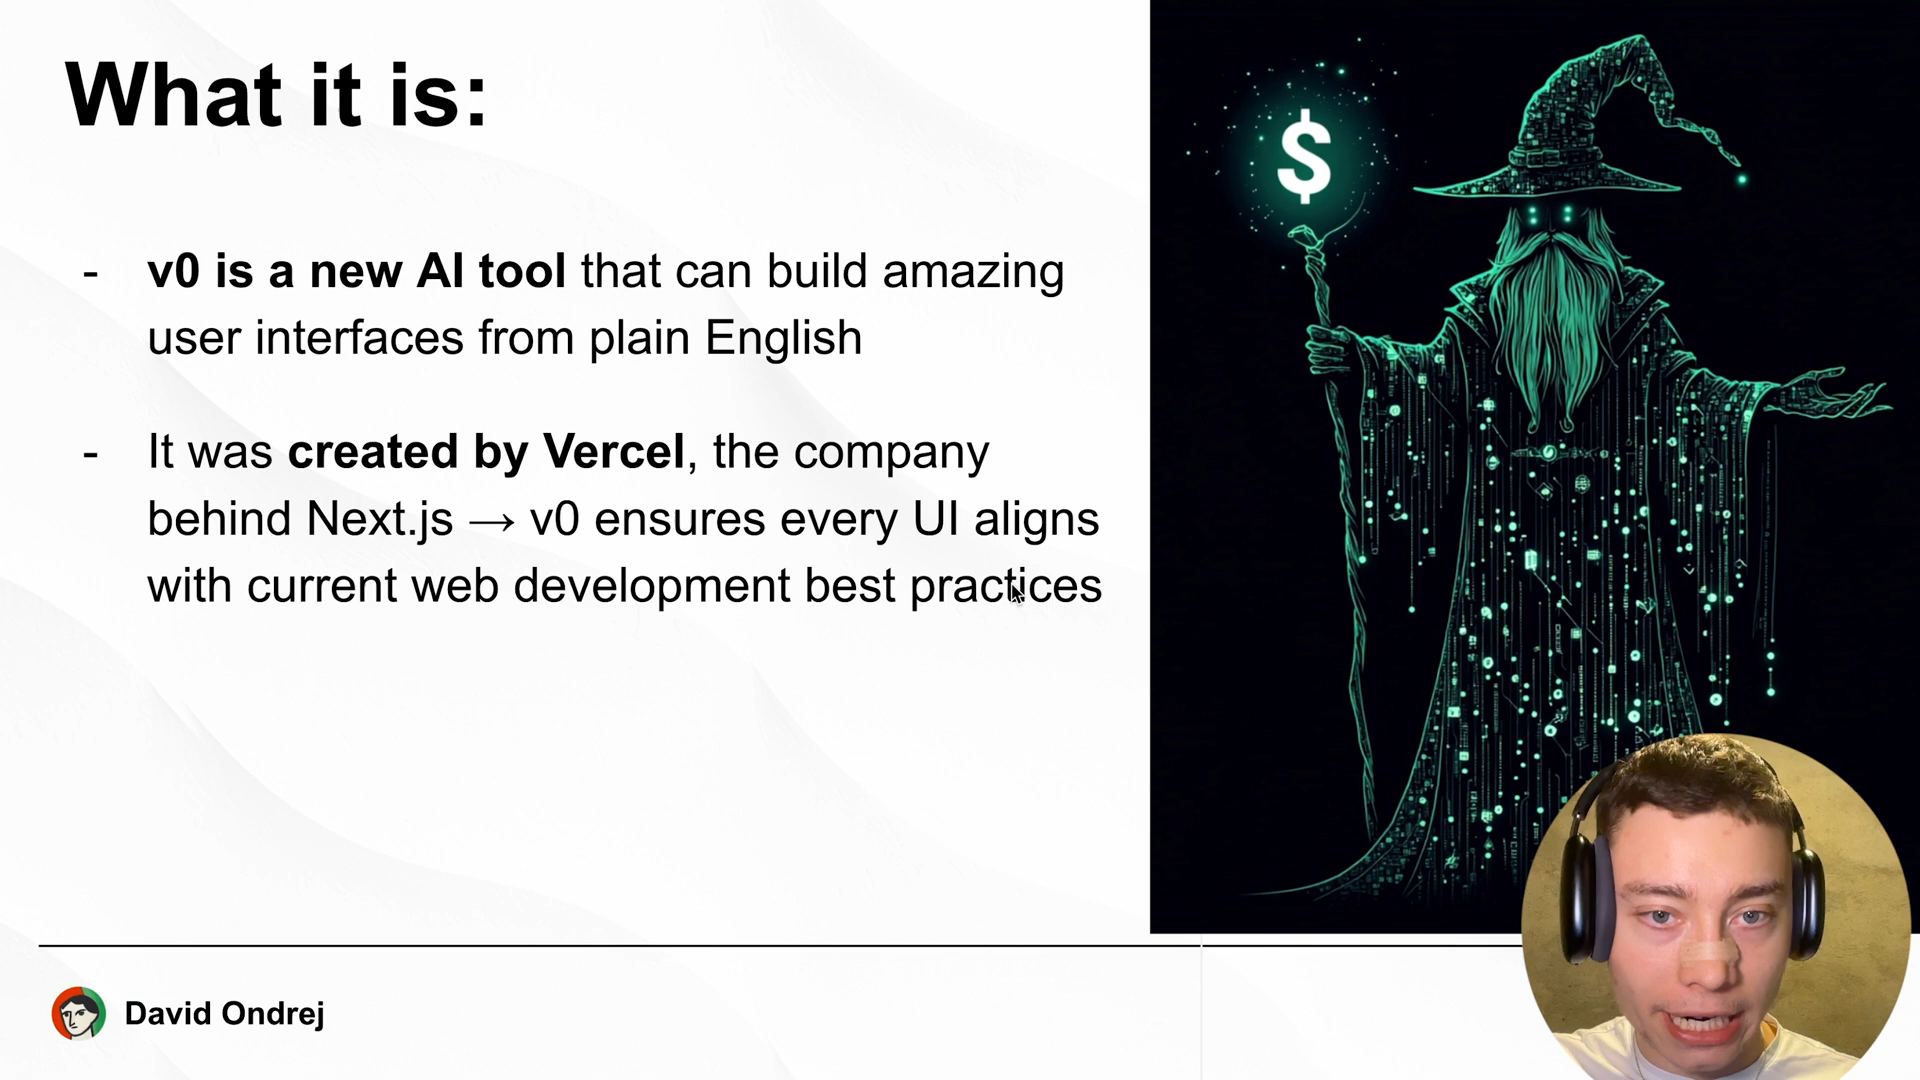 What it is:
- v0 is a new AI tool that can build amazing
user interfaces from plain English
- It was created by Vercel, the company
behind Next.js → v0 ensures every UI aligns
with current web development best practices
$
David Ondrej